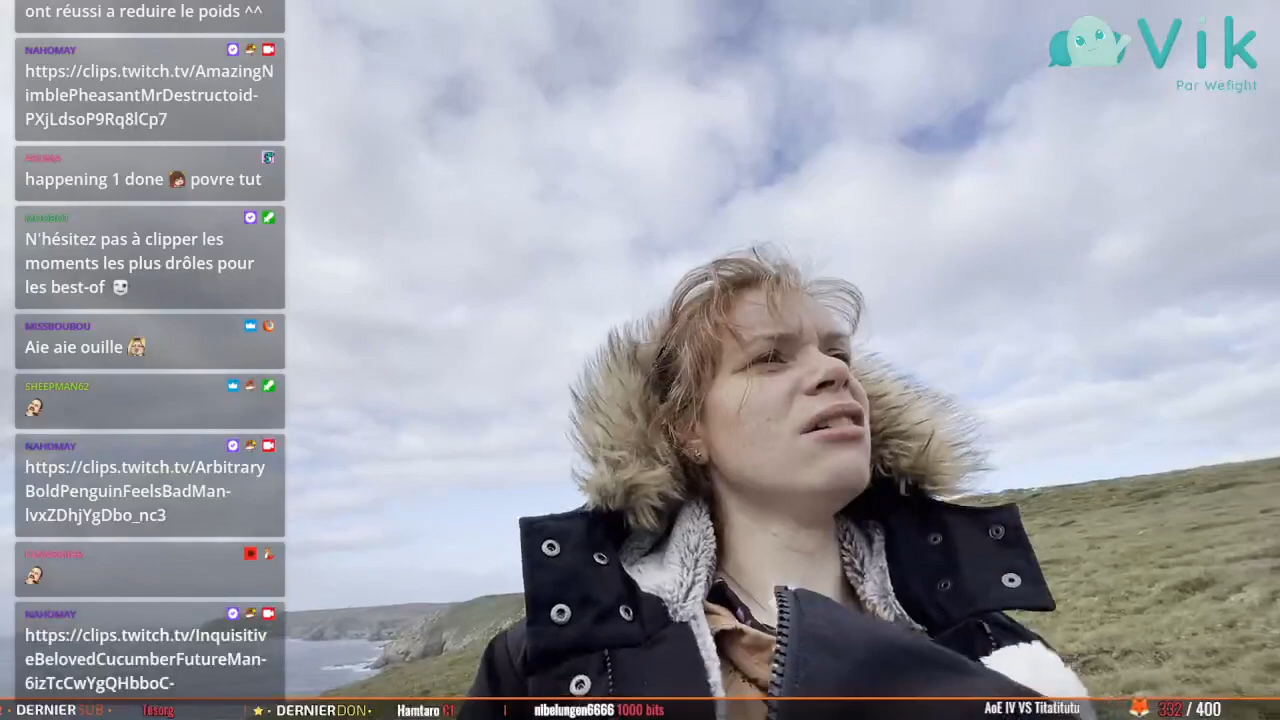 ont réussi a reduire le poids ^^
NAHOMAY
https://clips.twitch.tv/AmazingN
imblePheasantMrDestructoid-
PXjLdsoP9Rq8lCp7
happening 1 done povre tut
N'hésitez pas à clipper les
moments les plus drôles pour
les best-of
MISSBOUBOU
Aie aie ouille
SHEEPMAN62
NAHOMAY
https://clips.twitch.tv/Arbitrary
BoldPenguinFeelsBadMan-
lvxZDhjYgDbo_nc3
NAHOMAY
https://clips.twitch.tv/Inquisitiv
eBelovedCucumberFutureMan-
6izTcCwYgQHbboC-
Vik
Par Wefight
DERNIER SUB • Tesorg ★ • DERNIER DON • Hamtaro €1 nibelungen6666 1000 bits AoE IV VS Titatitutu 332 / 400